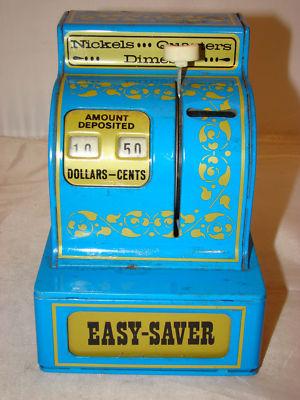 Nickels Quarters
Dimes
AMOUNT
DEPOSITED
10 50
DOLLARS-CENTS
EASY-SAVER